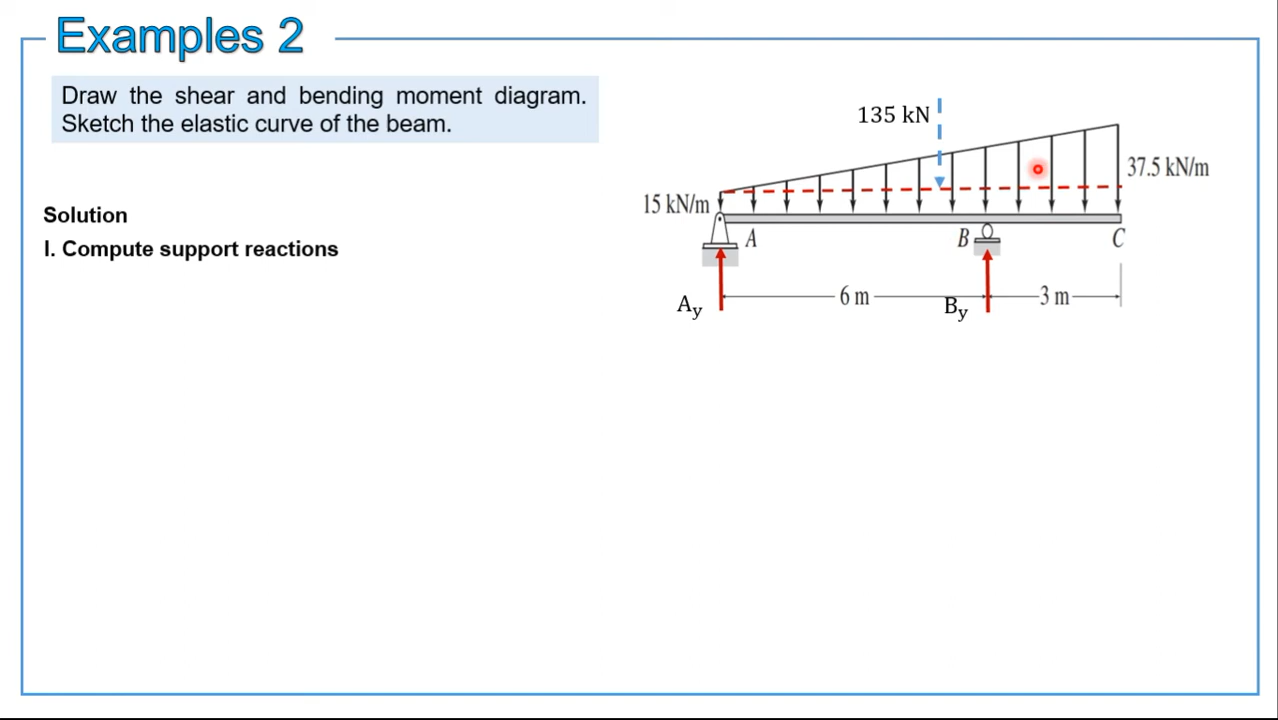 Examples 2
Draw the shear and bending moment diagram.
Sketch the elastic curve of the beam.
135 kN
37.5 kN/m
15 kN/m
Solution
A
B
C
I. Compute support reactions
6 m
3 m
Ay
By